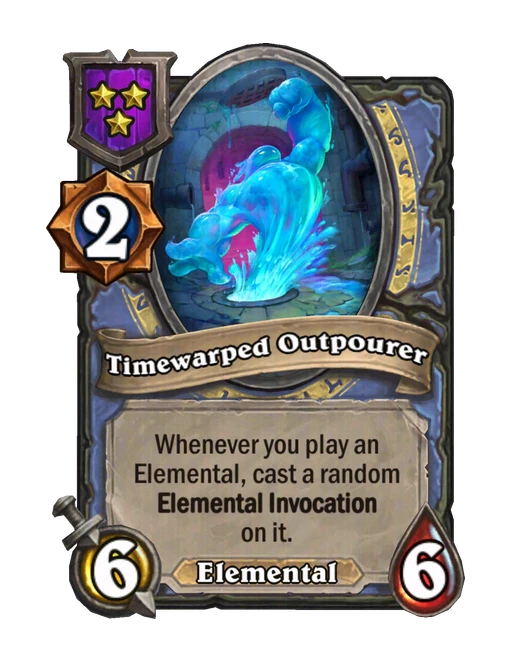 2
Timewarped Outpourer
Whenever you play an
Elemental, cast a random
Elemental Invocation
on it.
6
Elemental
6